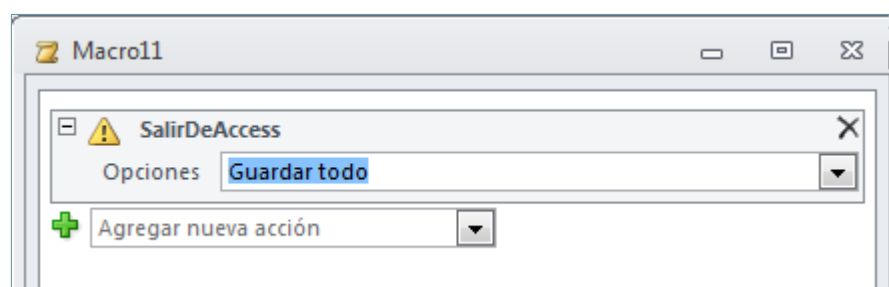 Macro11
SalirDeAccess
Opciones Guardar todo
Agregar nueva acción